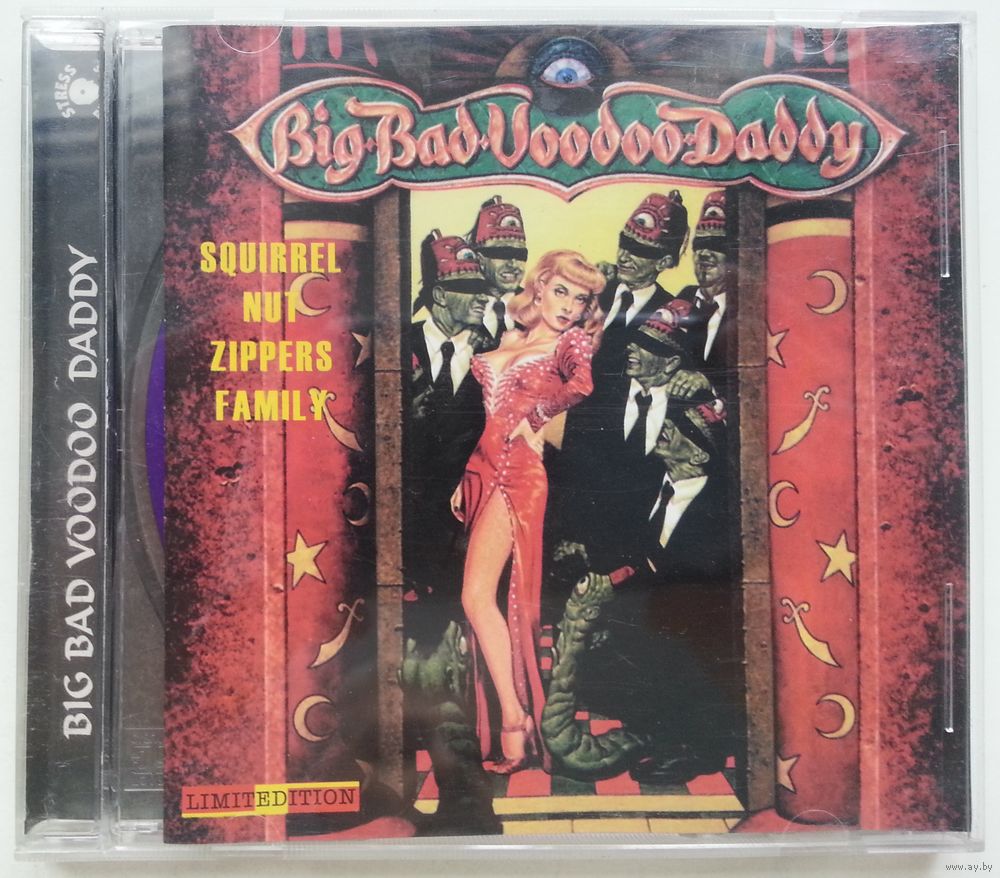 STRESS
BIG BAD VOODOO DADDY
Big•Bad•Voodoo•Daddy
SQUIRREL
NUT
ZIPPERS
FAMILY
LIMITEDITION
www.ay.by